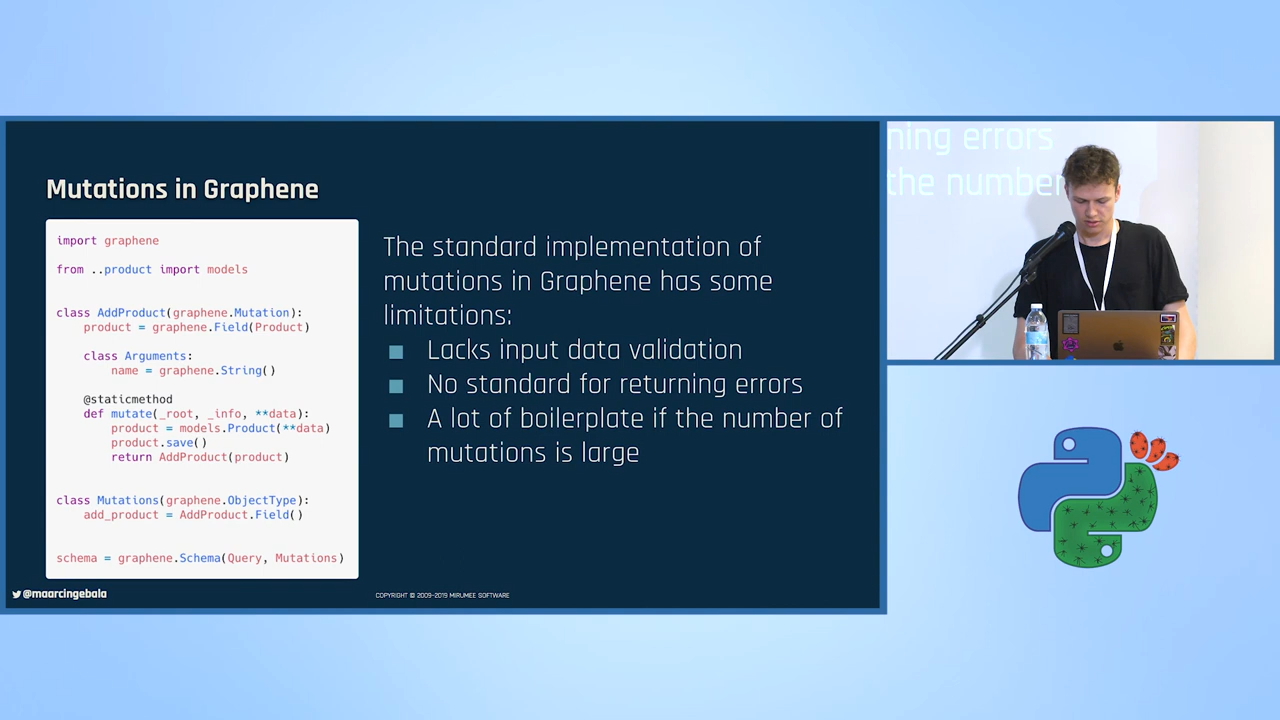 Mutations in Graphene
import graphene
from ..product import models
class AddProduct(graphene.Mutation):
product = graphene.Field(Product)
class Arguments:
name = graphene.String()
@staticmethod
def mutate(_root, _info, **data):
product = models.Product(**data)
product.save()
return AddProduct(product)
class Mutations(graphene.ObjectType):
add_product = AddProduct.Field()
schema = graphene.Schema(Query, Mutations)
The standard implementation of
mutations in Graphene has some
limitations:
■ Lacks input data validation
■ No standard for returning errors
■ A lot of boilerplate if the number of
mutations is large
@maarcingebala
COPYRIGHT © 2009-2019 MIRUMEE SOFTWARE
ning errors
the number